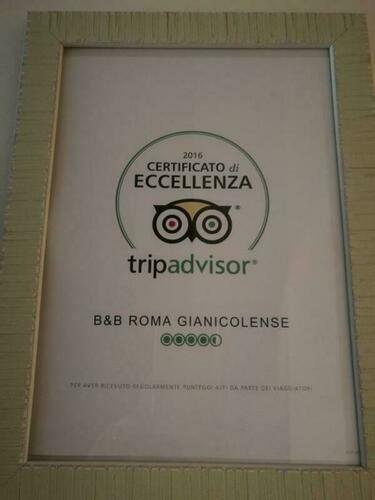 2016
CERTIFICATO di
ECCELLENZA
tripadvisor®
B&B ROMA GIANICOLENSE
PER AVER RICEVUTO REGOLARMENTE PUNTEGGI ALTI DA PARTE DEI VIAGGIATORI